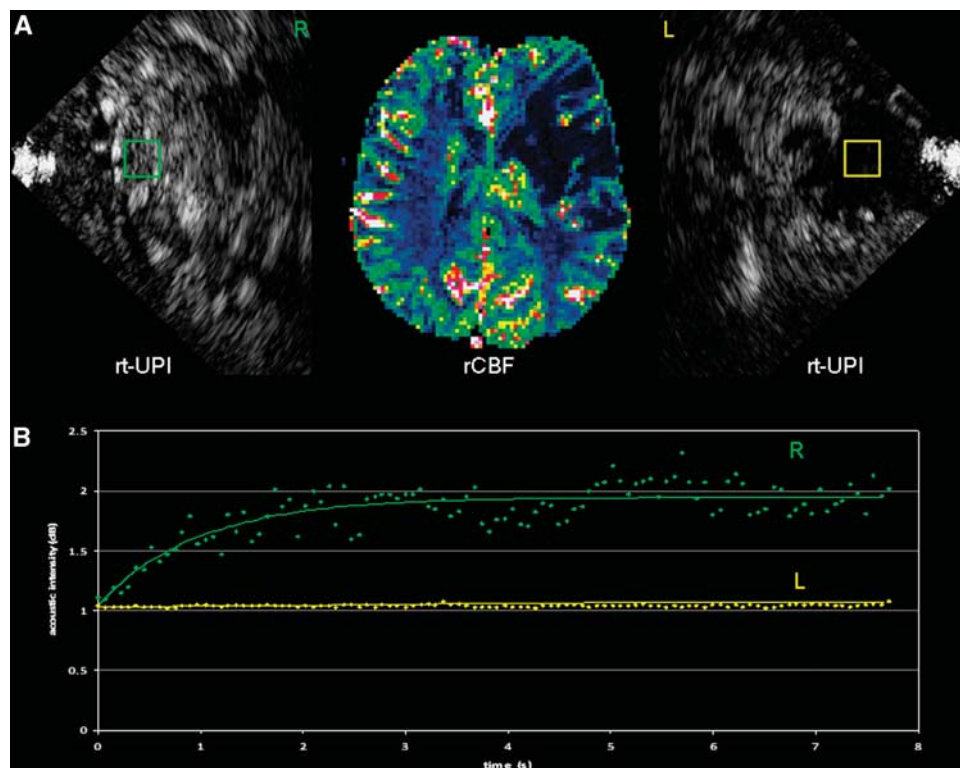 A
R
L
rt-UPI
rCBF
rt-UPI
B
2.5
2
1.5
1
0.5
0
acoustic intensity (dB)
R
L
0 1 2 3 4 5 6 7 8
time (s)